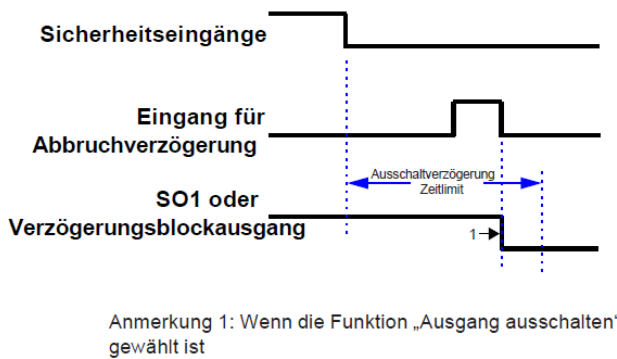 Sicherheitseingänge
Eingang für
Abbruchverzögerung
Ausschaltverzögerung
Zeitlimit
SO1 oder
Verzögerungsblockausgang
1
Anmerkung 1: Wenn die Funktion „Ausgang ausschalten‘
gewählt ist